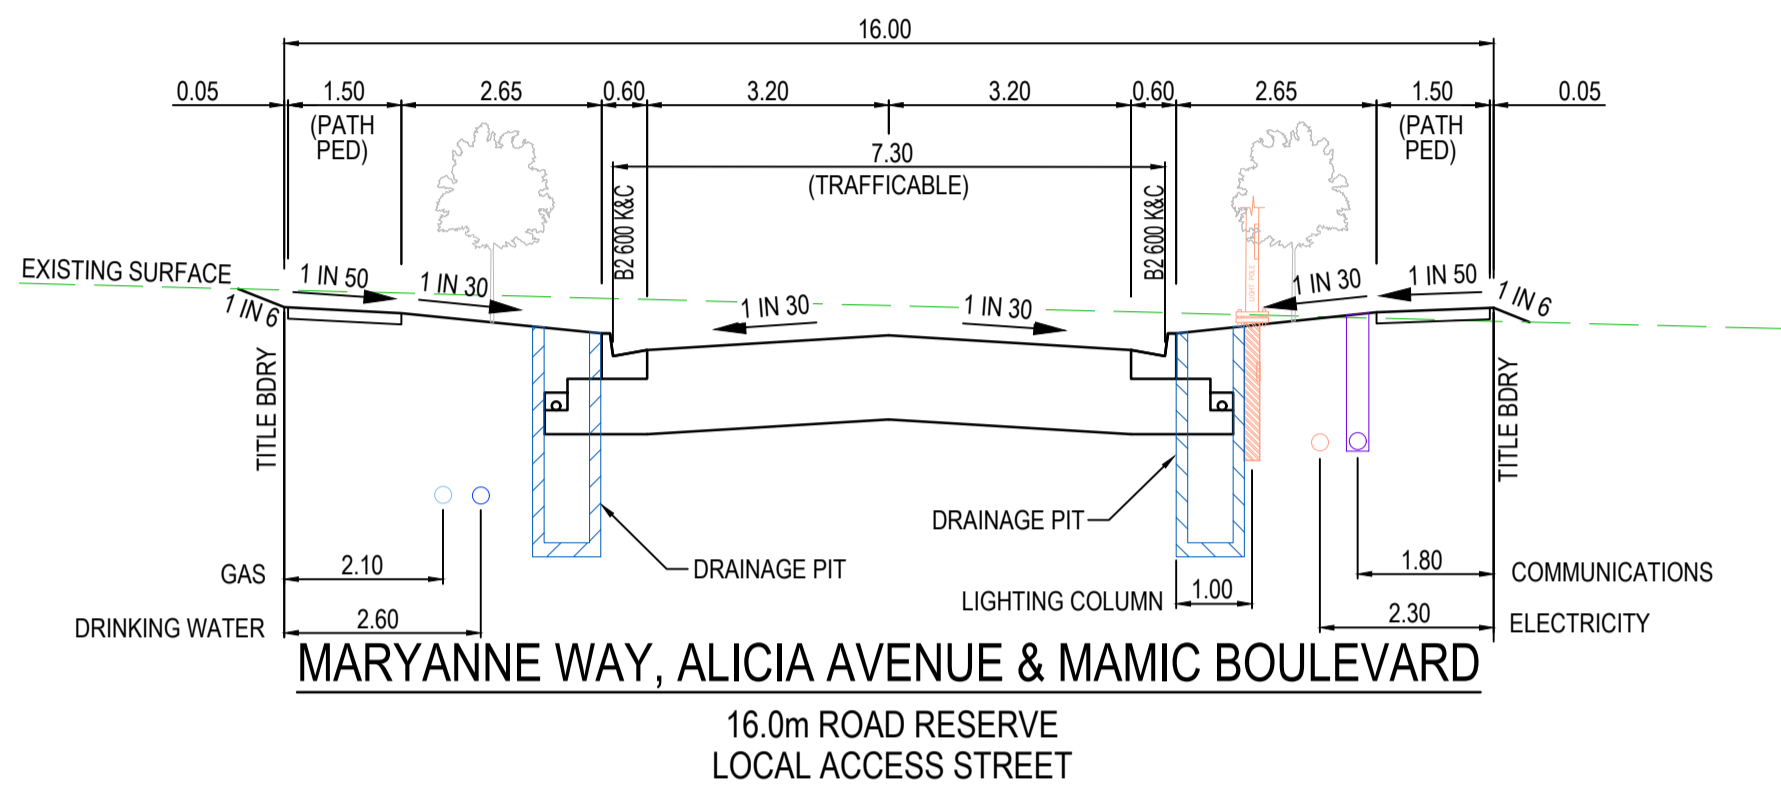 16.00
0.05 1.50 2.65 0.60 3.20 3.20 0.60 2.65 1.50 0.05
(PATH
PED)
(PATH
PED)
7.30
(TRAFFICABLE)
B2 600 K&C
B2 600 K&C
EXISTING SURFACE
1 IN 6
1 IN 50
1 IN 30
1 IN 30
1 IN 30
LIGHT POLE
1 IN 30
1 IN 50
1 IN 6
TITLE BDRY
TITLE BDRY
DRAINAGE PIT
DRAINAGE PIT
GAS 2.10
DRINKING WATER 2.60
LIGHTING COLUMN 1.00
1.80 COMMUNICATIONS
2.30 ELECTRICITY
MARYANNE WAY, ALICIA AVENUE & MAMIC BOULEVARD
16.0m ROAD RESERVE
LOCAL ACCESS STREET